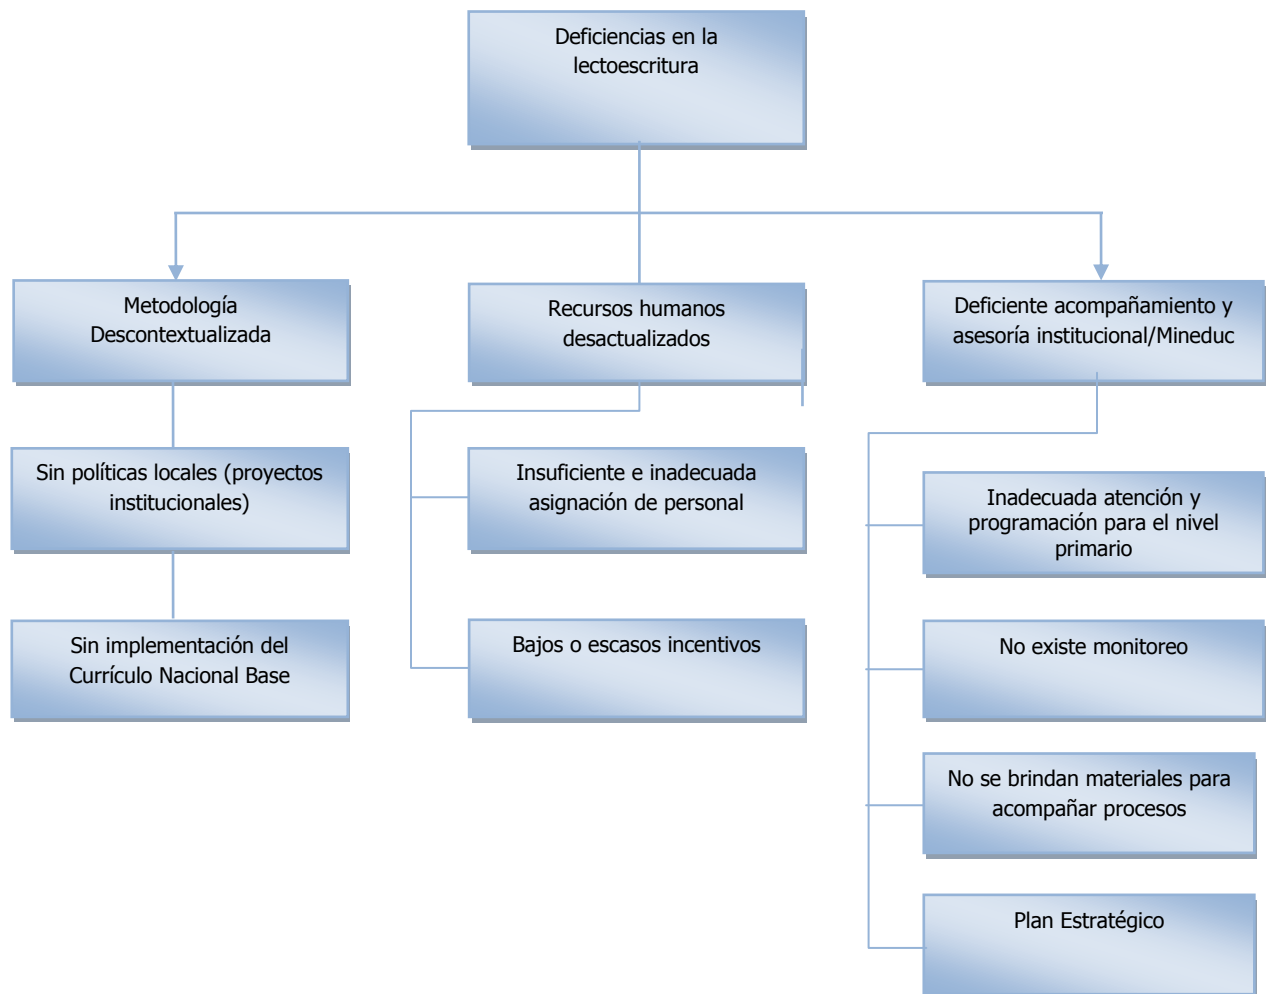 Deficiencias en la
lectoescritura
Metodología
Descontextualizada
Recursos humanos
desactualizados
Deficiente acompañamiento y
asesoría institucional/Mineduc
Sin políticas locales (proyectos
institucionales)
Insuficiente e inadecuada
asignación de personal
Inadecuada atención y
programación para el nivel
primario
Sin implementación del
Currículo Nacional Base
Bajos o escasos incentivos
No existe monitoreo
No se brindan materiales para
acompañar procesos
Plan Estratégico